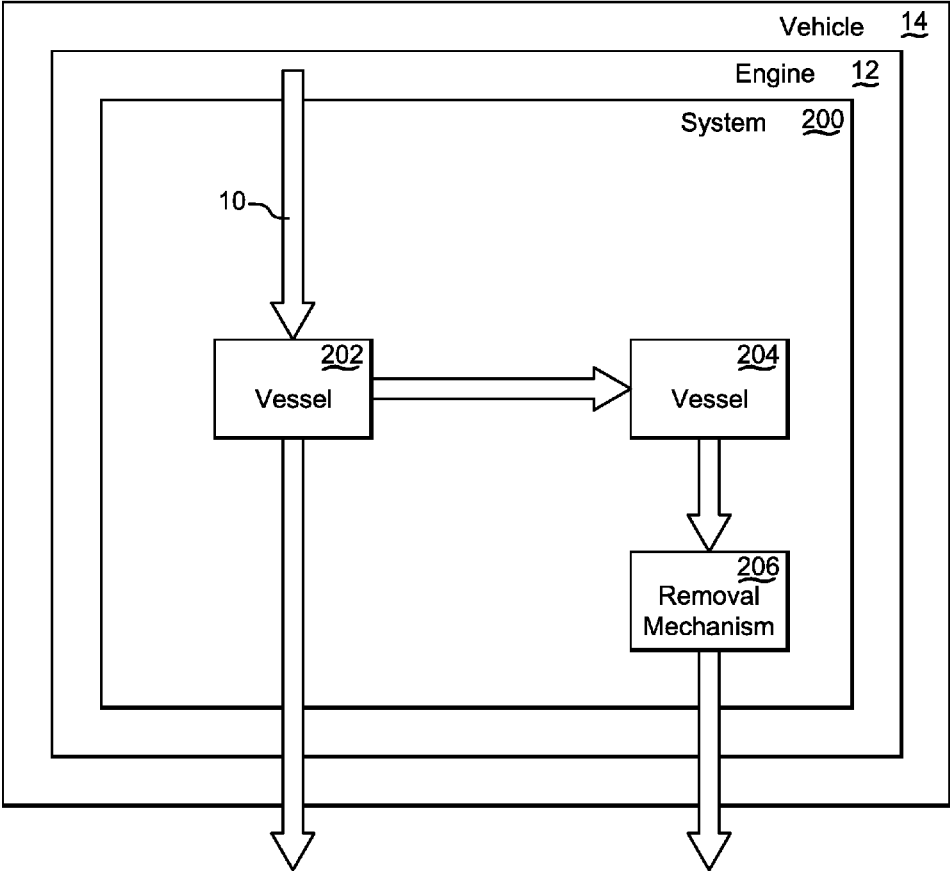 Vehicle 14
Engine 12
System 200
10
202
Vessel
204
Vessel
206
Removal
Mechanism